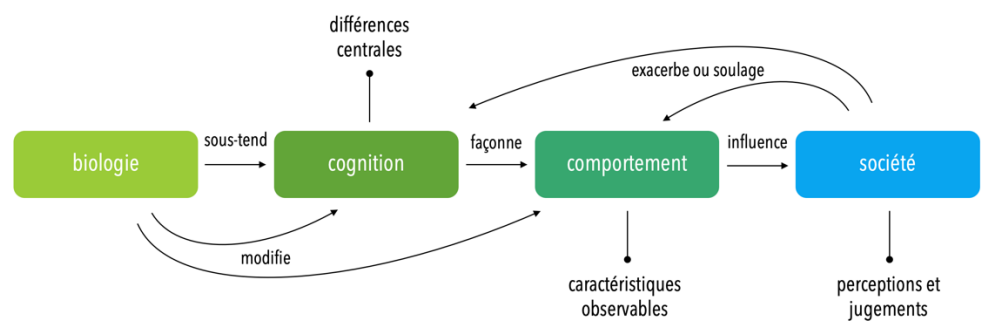 différences
centrales
exacerbe ou soulage
biologie
sous-tend
cognition
façonne
comportement
influence
société
modifie
caractéristiques
observables
perceptions et
jugements